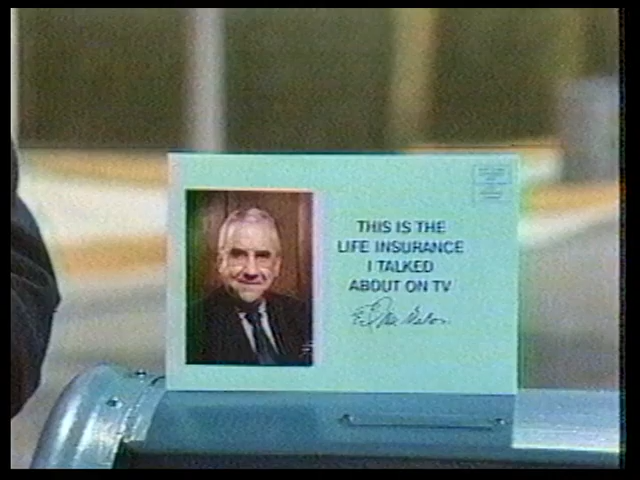 THIS IS THE
LIFE INSURANCE
I TALKED
ABOUT ON TV